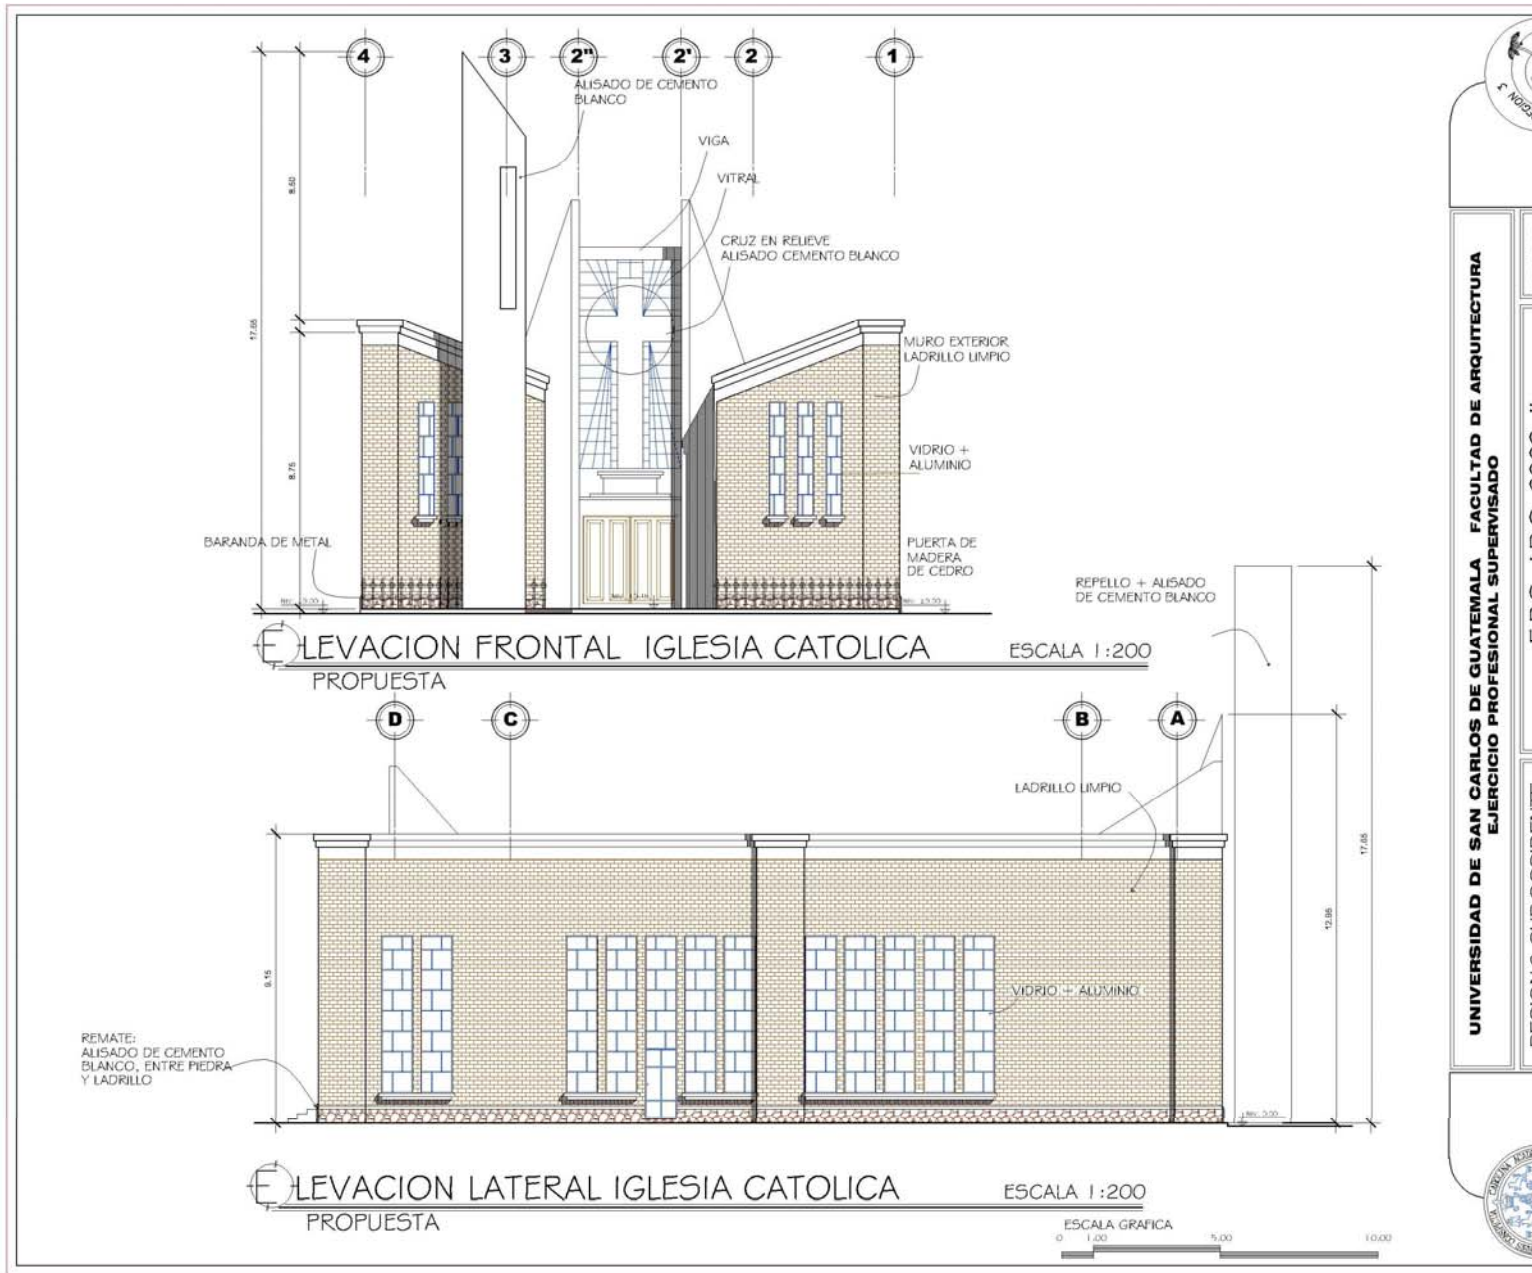 4
3
2"
2'
2
1
ALISADO DE CEMENTO
BLANCO
VIGA
VITRAL
CRUZ EN RELIEVE
ALISADO CEMENTO BLANCO
8.50
17.65
MURO EXTERIOR
LADRILLO LIMPIO
VIDRIO +
ALUMINIO
8.75
BARANDA DE METAL
PUERTA DE
MADERA
DE CEDRO
REPELLO + ALISADO
DE CEMENTO BLANCO
ELEVACION FRONTAL IGLESIA CATOLICA
ESCALA 1:200
PROPUESTA
D
C
B
A
LADRILLO LIMPIO
17.65
12.95
9.15
VIDRIO + ALUMINIO
REMATE:
ALISADO DE CEMENTO
BLANCO, ENTRE PIEDRA
Y LADRILLO
ELEVACION LATERAL IGLESIA CATOLICA
ESCALA 1:200
PROPUESTA
ESCALA GRAFICA
0 1.00 5.00 10.00
UNIVERSIDAD DE SAN CARLOS DE GUATEMALA FACULTAD DE ARQUITECTURA
EJERCICIO PROFESIONAL SUPERVISADO
REGION 3